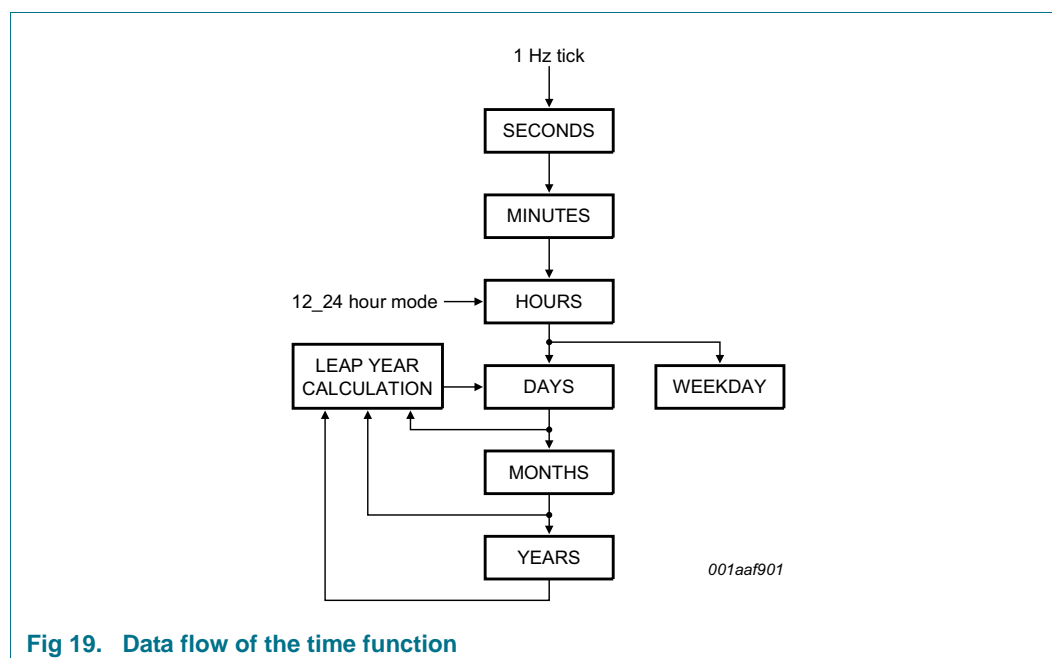 1 Hz tick
SECONDS
MINUTES
12_24 hour mode
HOURS
LEAP YEAR
CALCULATION
DAYS
WEEKDAY
MONTHS
YEARS
001aaf901
Fig 19. Data flow of the time function